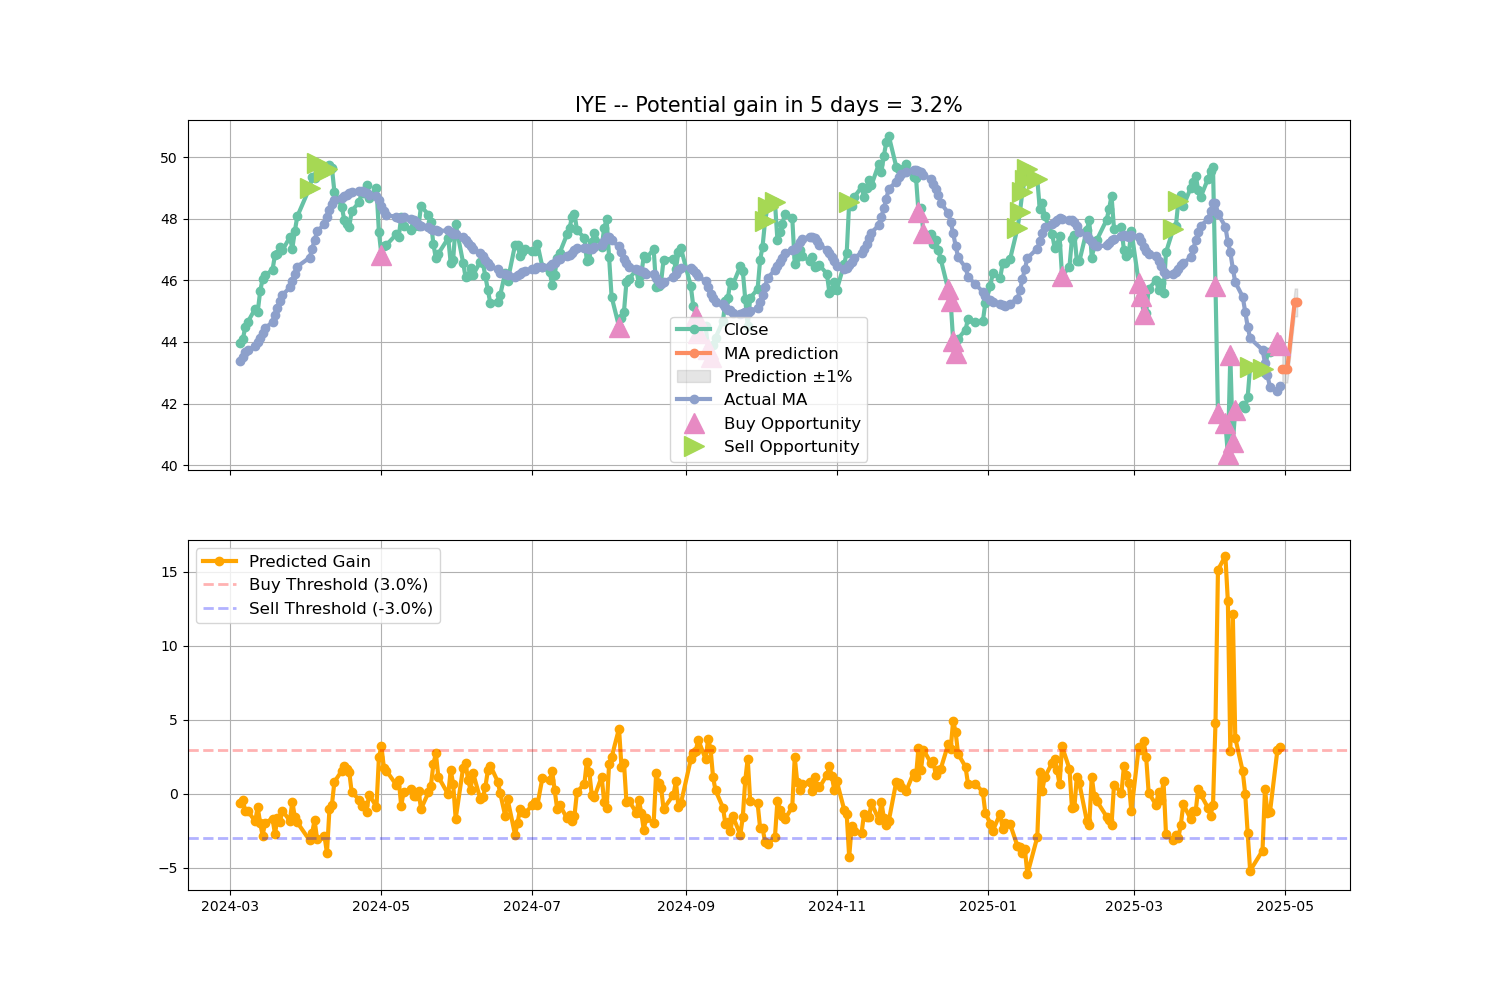 IYE -- Potential gain in 5 days = 3.2%
50
48
46
44
42
40
Close
MA prediction
Prediction ±1%
Actual MA
Buy Opportunity
Sell Opportunity
15
10
5
0
−5
Predicted Gain
Buy Threshold (3.0%)
Sell Threshold (-3.0%)
2024-03
2024-05
2024-07
2024-09
2024-11
2025-01
2025-03
2025-05